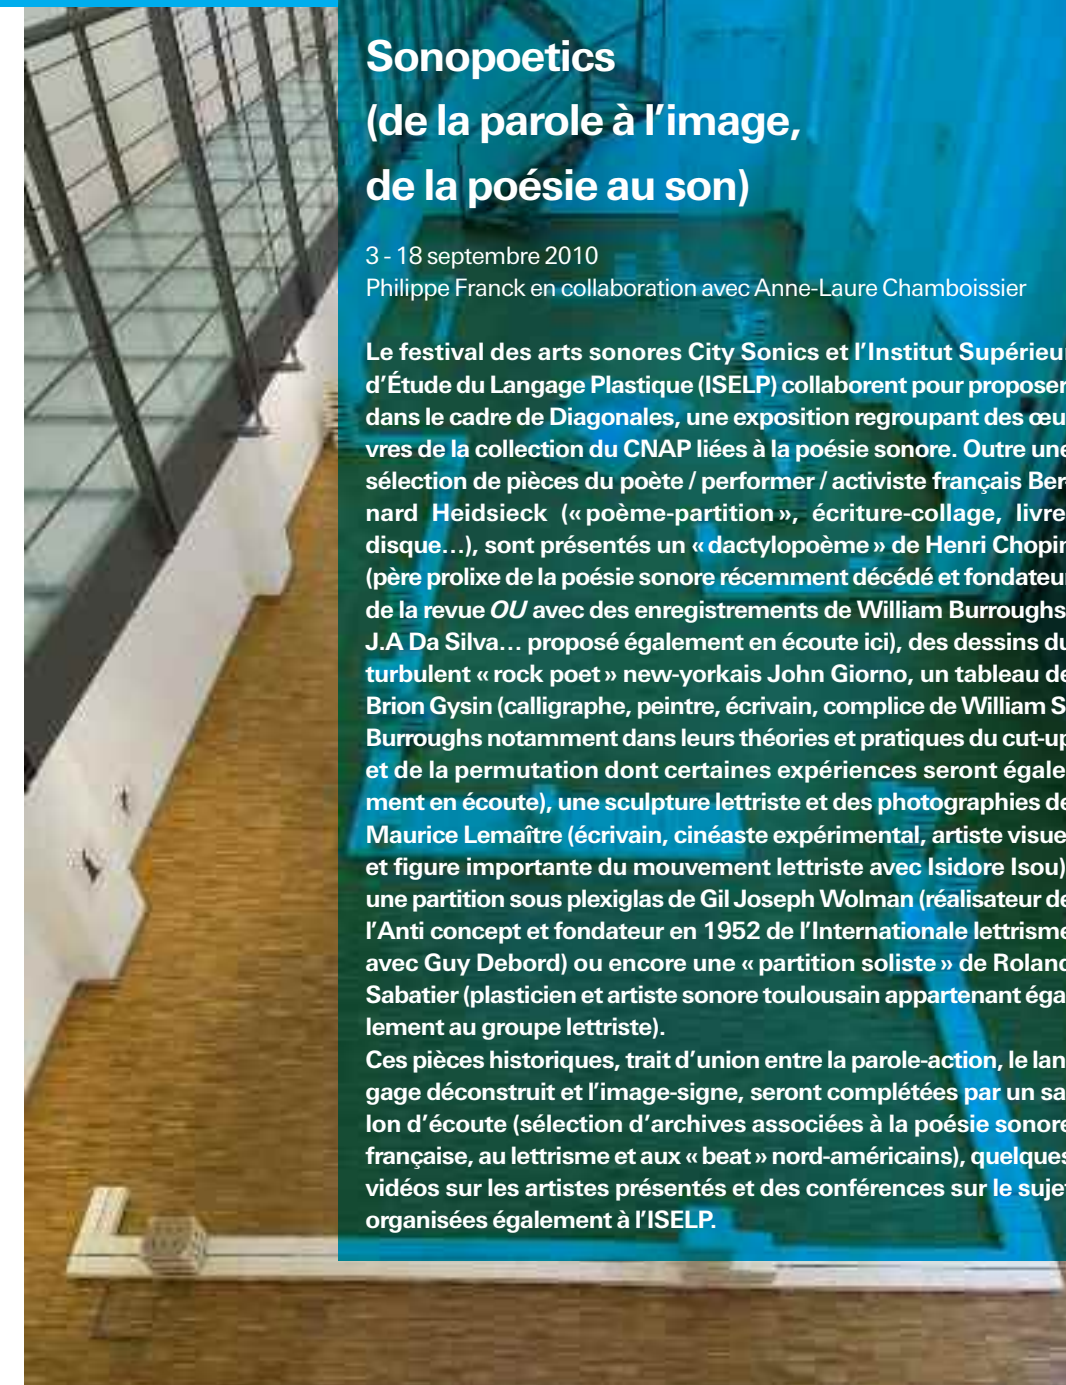 Sonopoetics
(de la parole à l’image,
de la poésie au son)
3 - 18 septembre 2010
Philippe Franck en collaboration avec Anne-Laure Chamboissier
Le festival des arts sonores City Sonics et l’Institut Supérieur
d’Étude du Langage Plastique (ISELP) collaborent pour proposer,
dans le cadre de Diagonales, une exposition regroupant des œu-
vres de la collection du CNAP liées à la poésie sonore. Outre une
sélection de pièces du poète / performer / activiste français Ber-
nard Heidsieck (« poème-partition », écriture-collage, livre-
disque…), sont présentés un « dactylopoème » de Henri Chopin
(père prolixe de la poésie sonore récemment décédé et fondateur
de la revue OU avec des enregistrements de William Burroughs,
J.A Da Silva… proposé également en écoute ici), des dessins du
turbulent « rock poet » new-yorkais John Giorno, un tableau de
Brion Gysin (calligraphe, peintre, écrivain, complice de William S.
Burroughs notamment dans leurs théories et pratiques du cut-up
et de la permutation dont certaines expériences seront égale-
ment en écoute), une sculpture lettriste et des photographies de
Maurice Lemaître (écrivain, cinéaste expérimental, artiste visuel
et figure importante du mouvement lettriste avec Isidore Isou),
une partition sous plexiglas de Gil Joseph Wolman (réalisateur de
l’Anti concept et fondateur en 1952 de l’Internationale lettrisme
avec Guy Debord) ou encore une « partition soliste » de Roland
Sabatier (plasticien et artiste sonore toulousain appartenant éga-
lement au groupe lettriste).
Ces pièces historiques, trait d’union entre la parole-action, le lan-
gage déconstruit et l’image-signe, seront complétées par un sa-
lon d’écoute (sélection d’archives associées à la poésie sonore
française, au lettrisme et aux « beat » nord-américains), quelques
vidéos sur les artistes présentés et des conférences sur le sujet
organisées également à l’ISELP.